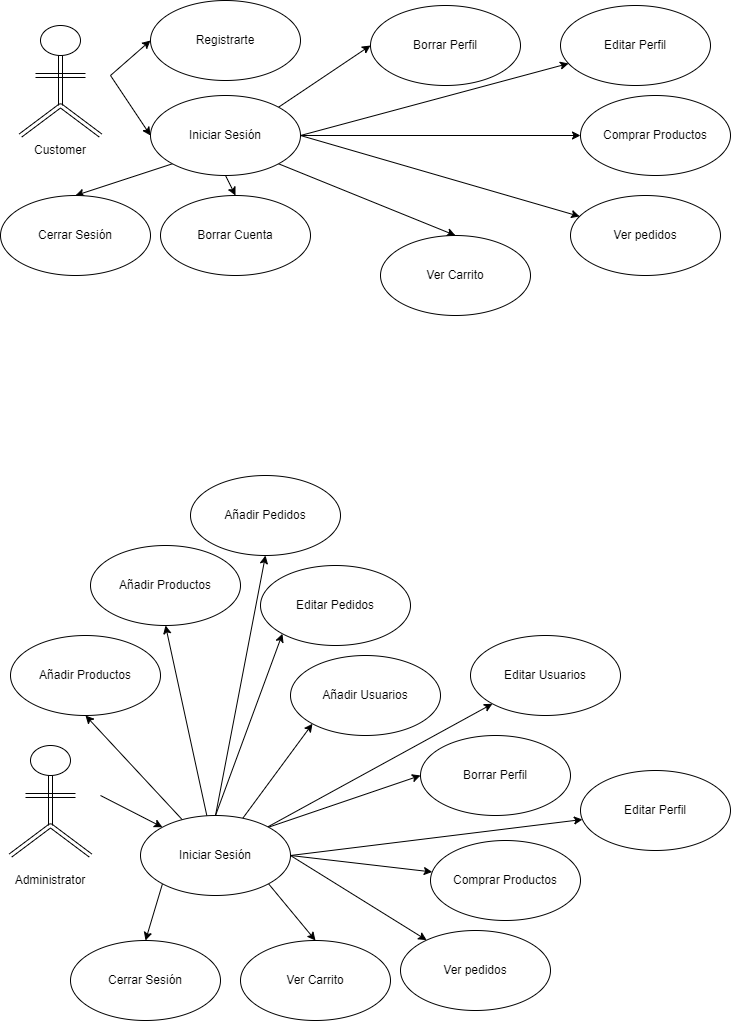 Registrarte
Borrar Perfil
Editar Perfil
Iniciar Sesión
Comprar Productos
Customer
Cerrar Sesión
Borrar Cuenta
Ver pedidos
Ver Carrito
Añadir Pedidos
Añadir Productos
Editar Pedidos
Añadir Productos
Añadir Usuarios
Editar Usuarios
Borrar Perfil
Editar Perfil
Iniciar Sesión
Administrator
Comprar Productos
Ver pedidos
Cerrar Sesión
Ver Carrito